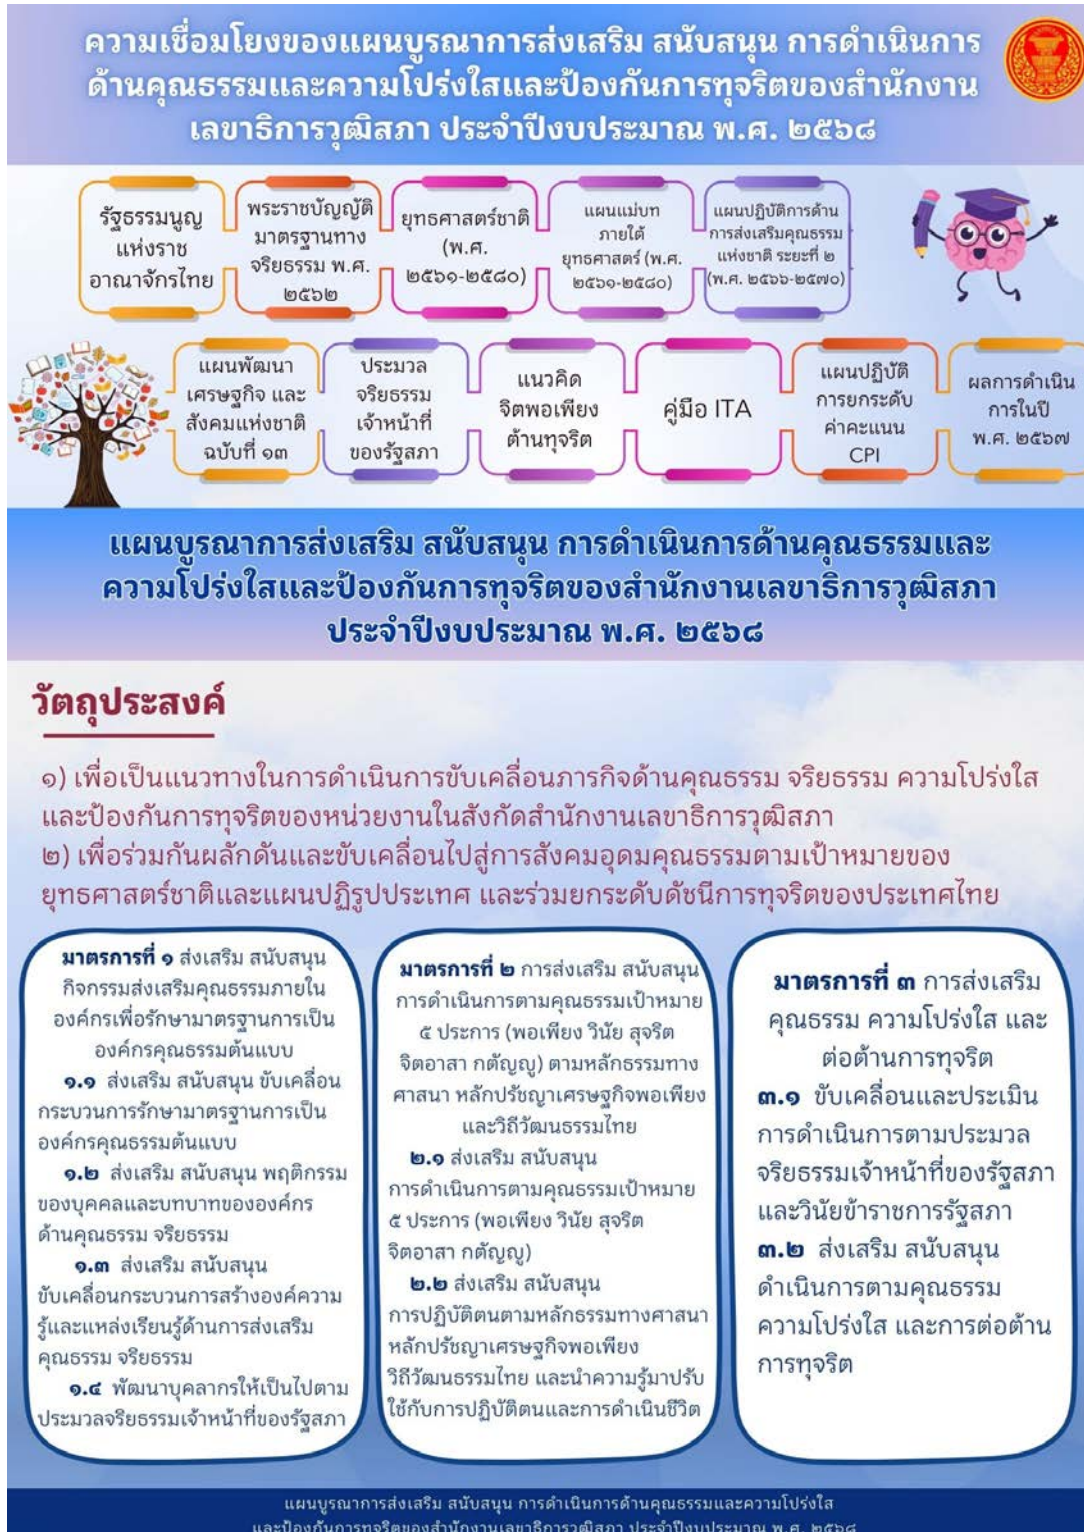 ความเชื่อมโยงของแผนบูรณาการส่งเสริม สนับสนุน การดำเนินการ
ด้านคุณธรรมและความโปร่งใสและป้องกันการทุจริตของสำนักงาน
เลขาธิการวุฒิสภา ประจำปีงบประมาณ พ.ศ. ๒๕๖๘
รัฐธรรมนูญ
แห่งราช
อาณาจักรไทย
พระราชบัญญัติ
มาตรฐานทาง
จริยธรรม พ.ศ.
๒๕๖๒
ยุทธศาสตร์ชาติ
(พ.ศ.
๒๕๖๑-๒๕๘๐)
แผนแม่บท
ภายใต้
ยุทธศาสตร์ (พ.ศ.
๒๕๖๑-๒๕๘๐)
แผนปฏิบัติการด้าน
การส่งเสริมคุณธรรม
แห่งชาติ ระยะที่ ๒
(พ.ศ. ๒๕๖๖-๒๕๗๐)
แผนพัฒนา
เศรษฐกิจ และ
สังคมแห่งชาติ
ฉบับที่ ๑๓
ประมวล
จริยธรรม
เจ้าหน้าที่
ของรัฐสภา
แนวคิด
จิตพอเพียง
ต้านทุจริต
คู่มือ ITA
แผนปฏิบัติ
การยกระดับ
ค่าคะแนน
CPI
ผลการดำเนิน
การในปี
พ.ศ. ๒๕๖๗
แผนบูรณาการส่งเสริม สนับสนุน การดำเนินการด้านคุณธรรมและ
ความโปร่งใสและป้องกันการทุจริตของสำนักงานเลขาธิการวุฒิสภา
ประจำปีงบประมาณ พ.ศ. ๒๕๖๘
วัตถุประสงค์
๑) เพื่อเป็นแนวทางในการดำเนินการขับเคลื่อนภารกิจด้านคุณธรรม จริยธรรม ความโปร่งใส
และป้องกันการทุจริตของหน่วยงานในสังกัดสำนักงานเลขาธิการวุฒิสภา
๒) เพื่อร่วมกันผลักดันและขับเคลื่อนไปสู่การสังคมอุดมคุณธรรมตามเป้าหมายของ
ยุทธศาสตร์ชาติและแผนปฏิรูปประเทศ และร่วมยกระดับดัชนีการทุจริตของประเทศไทย
มาตรการที่ ๑ ส่งเสริม สนับสนุน
กิจกรรมส่งเสริมคุณธรรมภายใน
องค์กรเพื่อรักษามาตรฐานการเป็น
องค์กรคุณธรรมต้นแบบ
๑.๑ ส่งเสริม สนับสนุน ขับเคลื่อน
กระบวนการรักษามาตรฐานการเป็น
องค์กรคุณธรรมต้นแบบ
๑.๒ ส่งเสริม สนับสนุน พฤติกรรม
ของบุคคลและบทบาทขององค์กร
ด้านคุณธรรม จริยธรรม
๑.๓ ส่งเสริม สนับสนุน
ขับเคลื่อนกระบวนการสร้างองค์ความ
รู้และแหล่งเรียนรู้ด้านการส่งเสริม
คุณธรรม จริยธรรม
๑.๔ พัฒนาบุคลากรให้เป็นไปตาม
ประมวลจริยธรรมเจ้าหน้าที่ของรัฐสภา
มาตรการที่ ๒ การส่งเสริม สนับสนุน
การดำเนินการตามคุณธรรมเป้าหมาย
๕ ประการ (พอเพียง วินัย สุจริต
จิตอาสา กตัญญู) ตามหลักธรรมทาง
ศาสนา หลักปรัชญาเศรษฐกิจพอเพียง
และวิถีวัฒนธรรมไทย
๒.๑ ส่งเสริม สนับสนุน
การดำเนินการตามคุณธรรมเป้าหมาย
๕ ประการ (พอเพียง วินัย สุจริต
จิตอาสา กตัญญู)
๒.๒ ส่งเสริม สนับสนุน
การปฏิบัติตนตามหลักธรรมทางศาสนา
หลักปรัชญาเศรษฐกิจพอเพียง
วิถีวัฒนธรรมไทย และนำความรู้มาปรับ
ใช้กับการปฏิบัติตนและการดำเนินชีวิต
มาตรการที่ ๓ การส่งเสริม
คุณธรรม ความโปร่งใส และ
ต่อต้านการทุจริต
๓.๑ ขับเคลื่อนและประเมิน
การดำเนินการตามประมวล
จริยธรรมเจ้าหน้าที่ของรัฐสภา
และวินัยข้าราชการรัฐสภา
๓.๒ ส่งเสริม สนับสนุน
ดำเนินการตามคุณธรรม
ความโปร่งใส และการต่อต้าน
การทุจริต
แผนบูรณาการส่งเสริม สนับสนุน การดำเนินการด้านคุณธรรมและความโปร่งใส
และป้องกันการทุจริตของสำนักงานเลขาธิการวุฒิสภา ประจำปีงบประมาณ พ.ศ. ๒๕๖๘